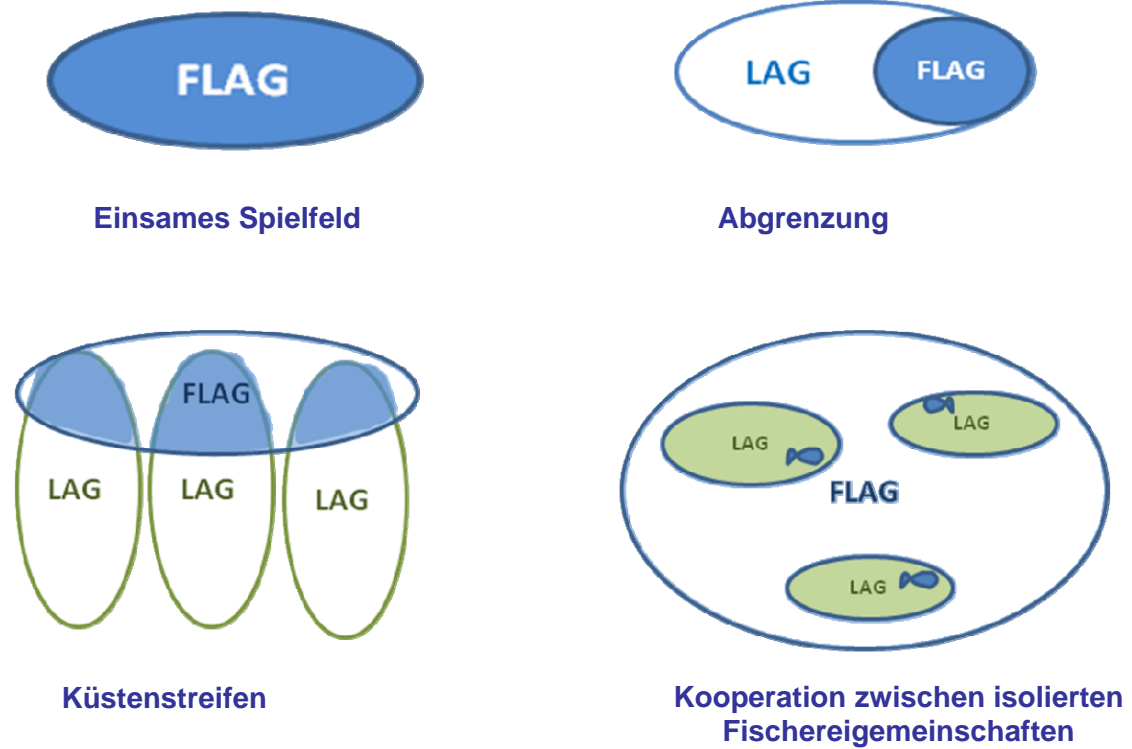 FLAG
Einsames Spielfeld
LAG
FLAG
Abgrenzung
FLAG
LAG
LAG
LAG
Küstenstreifen
LAG
LAG
FLAG
LAG
Kooperation zwischen isolierten
Fischereigemeinschaften